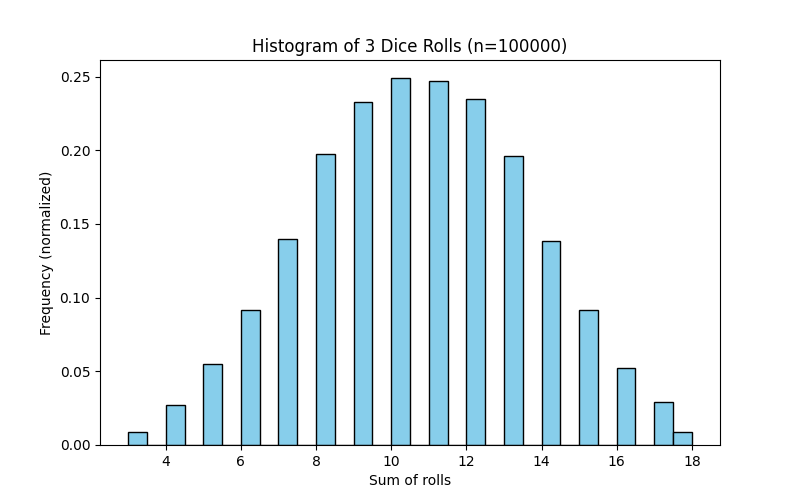 Histogram of 3 Dice Rolls (n=100000)
0.25
0.20
0.15
0.10
0.05
0.00
Frequency (normalized)
4 6 8 10 12 14 16 18
Sum of rolls